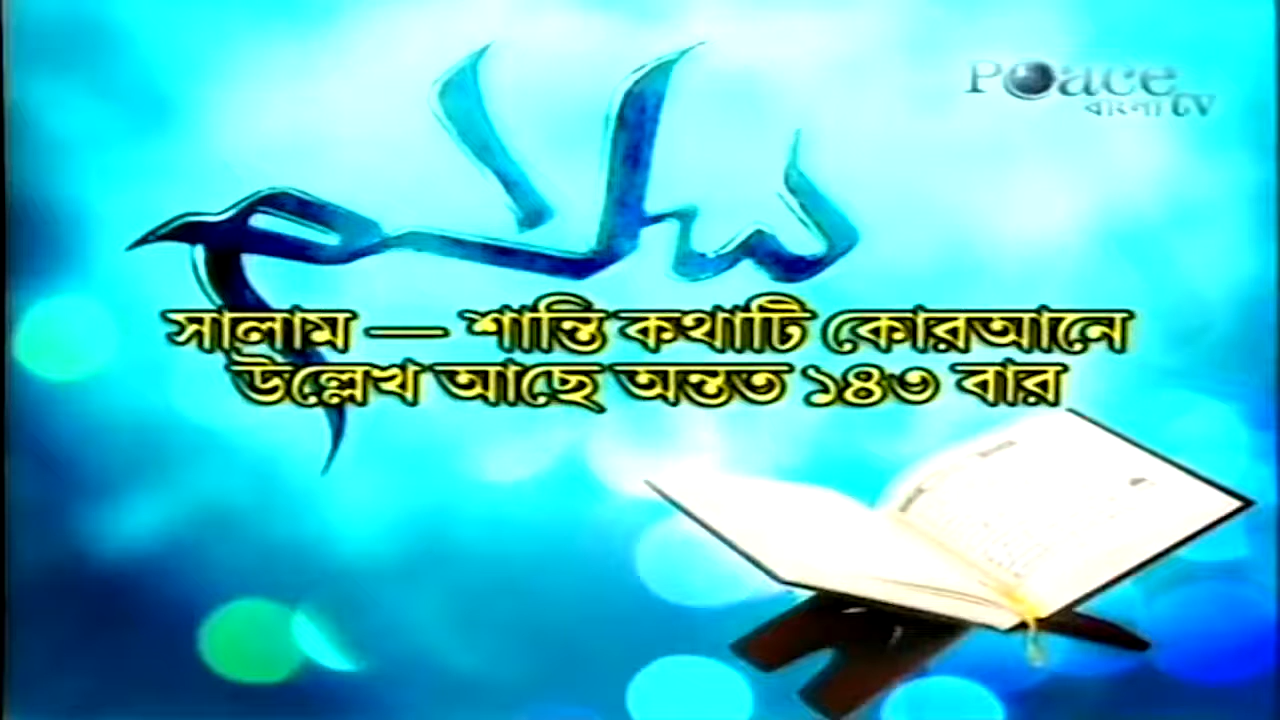 Peace
বাংলা tv
سلام
সালাম — শান্তি কথাটি কোরআনে
উল্লেখ আছে অন্তত ১৪৩ বার